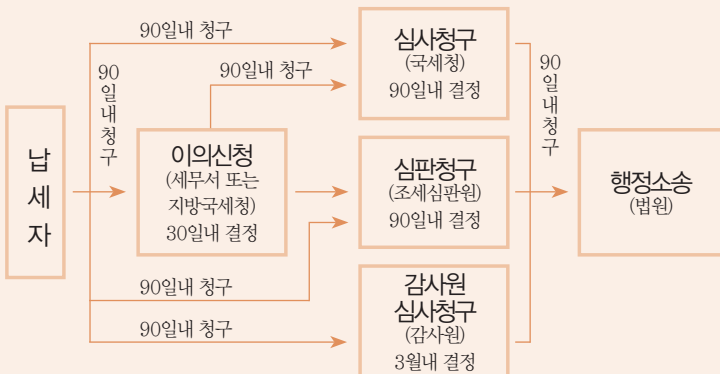 납세자
90일내 청구
90일내청구
90일내 청구
이의신청
(세무서 또는
지방국세청)
30일내 결정
90일내 청구
90일내 청구
심사청구
(국세청)
90일내 결정
심판청구
(조세심판원)
90일내 결정
감사원
심사청구
(감사원)
3월내 결정
90일내청구
행정소송
(법원)